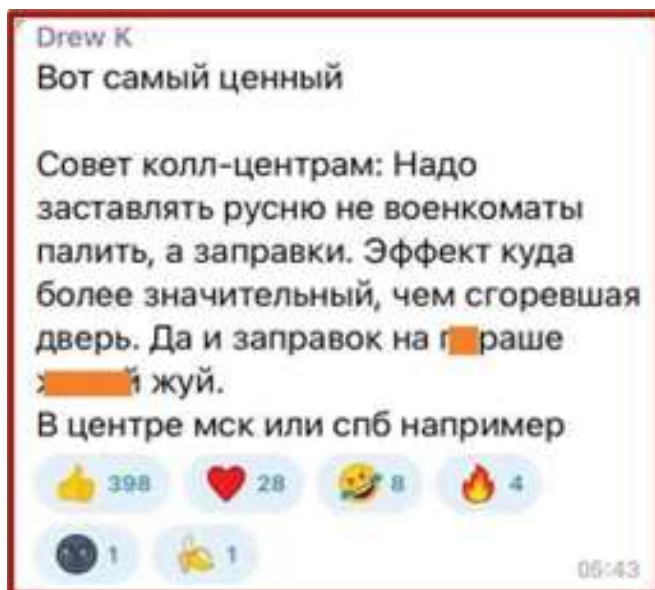 Drew K
Вот самый ценный
Совет колл-центрам: Надо
заставлять русню не военкоматы
палить, а заправки. Эффект куда
более значительный, чем сгоревшая
дверь. Да и заправок на п раше
й жуй.
В центре мск или спб например
398 28 8 4
1 1
05:43